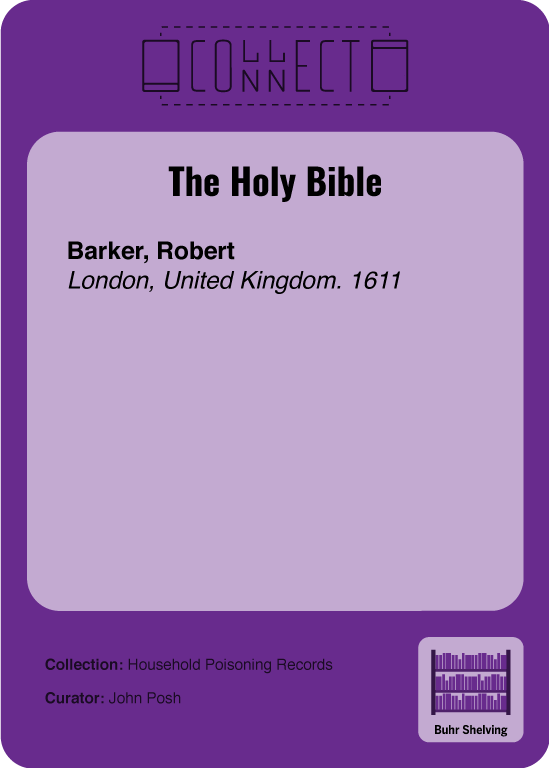 COLLECT
CONNECT
The Holy Bible
Barker, Robert
London, United Kingdom. 1611
Collection: Household Poisoning Records
Curator: John Posh
Buhr Shelving